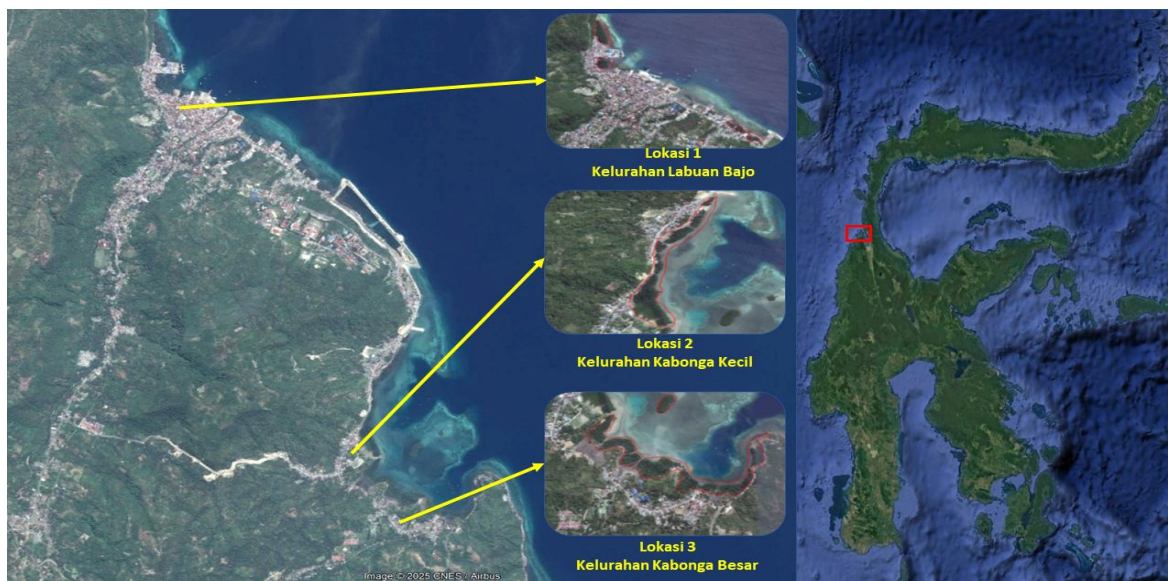 Lokasi 1
Kelurahan Labuan Bajo
Lokasi 2
Kelurahan Kabonga Kecil
Lokasi 3
Kelurahan Kabonga Besar
Image © 2025 CNES / Airbus